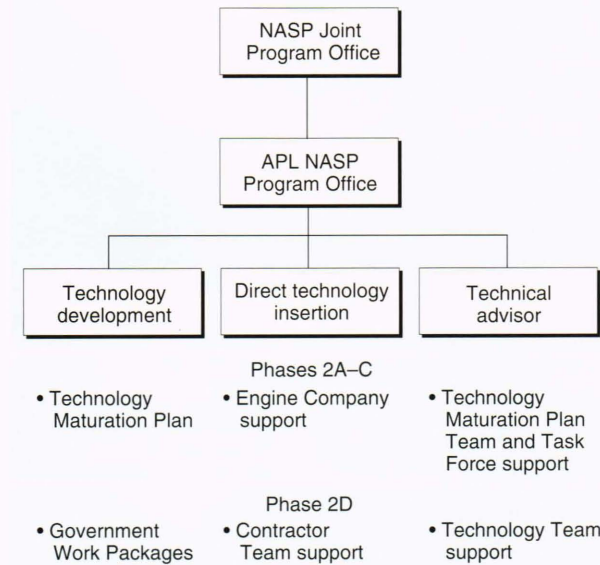 NASP Joint
Program Office
APL NASP
Program Office
Technology
development
Direct technology
insertion
Technical
advisor
Phases 2A–C
• Technology
Maturation Plan
• Engine Company
support
• Technology
Maturation Plan
Team and Task
Force support
Phase 2D
• Government
Work Packages
• Contractor
Team support
• Technology Team
support